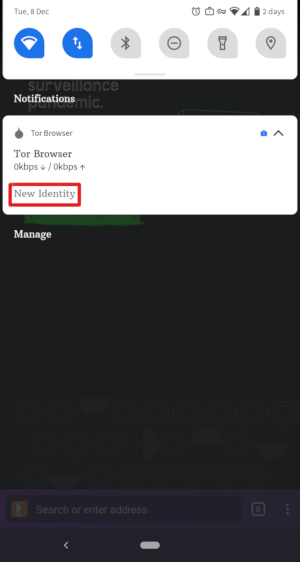 Tue, 8 Dec
2 days
surveillance
pandemic.
Notifications
Tor Browser
Tor Browser
0kbps ↓ / 0kbps ↑
New Identity
Manage
Search or enter address
0